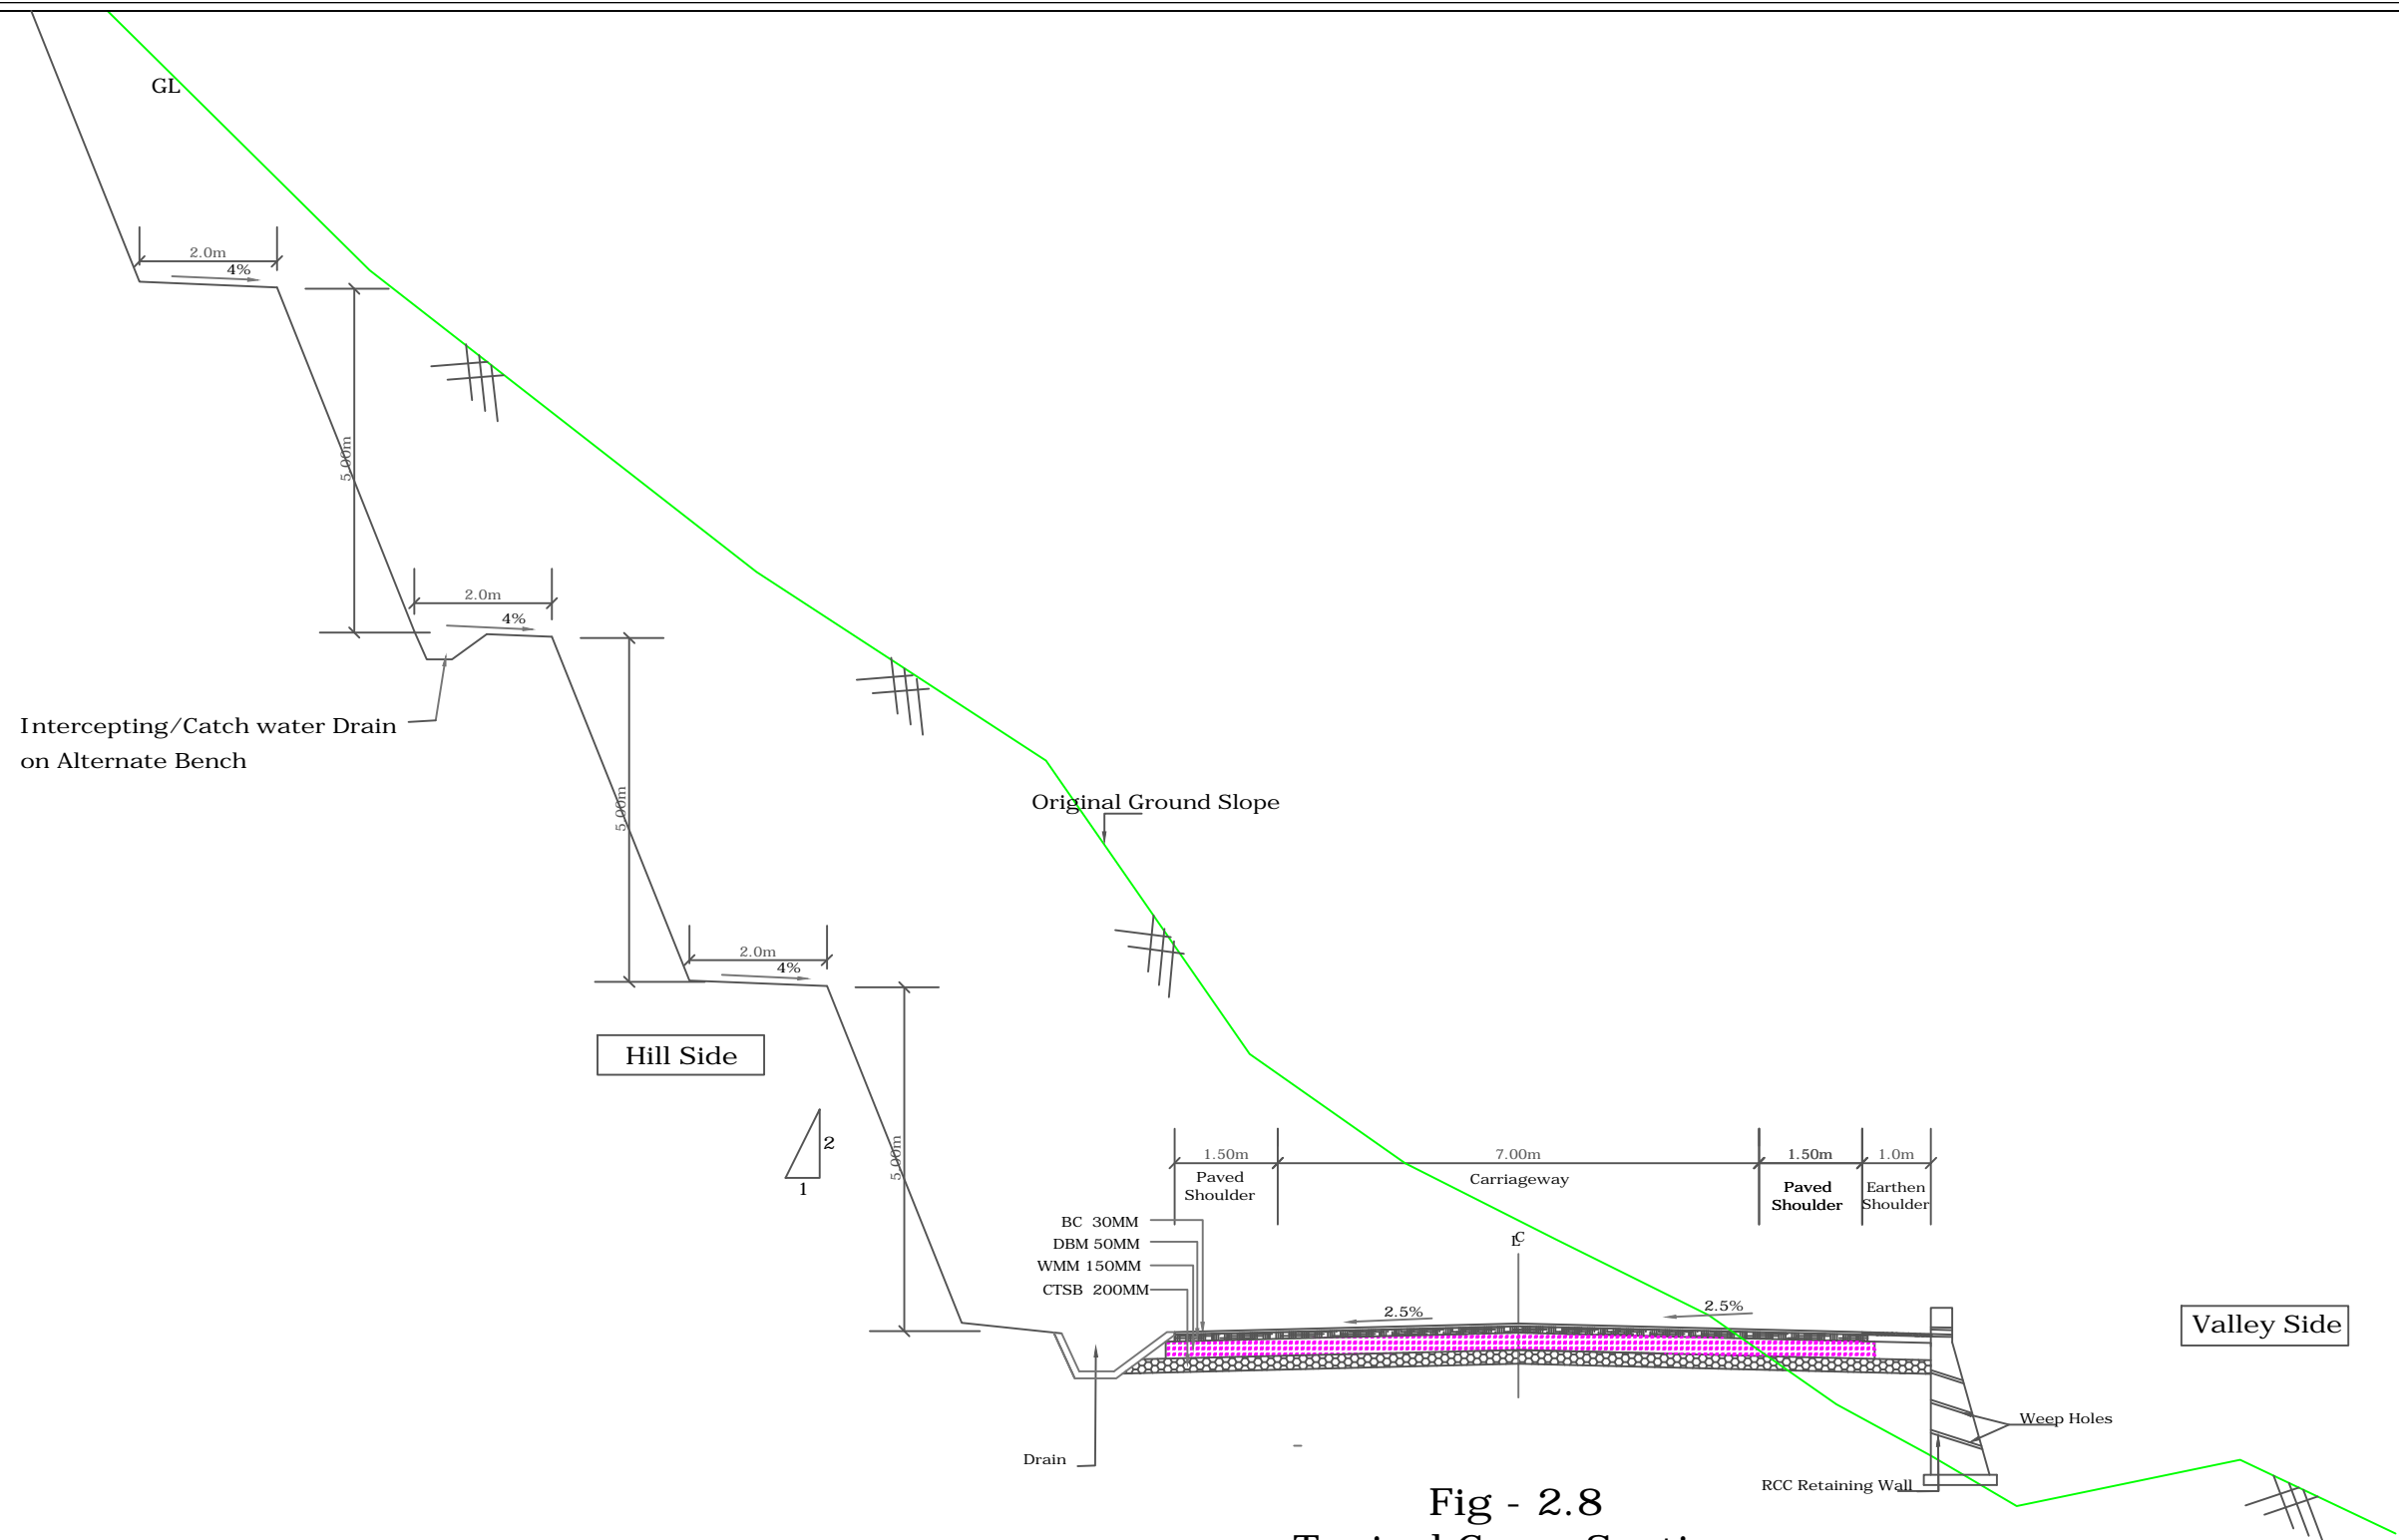 GL
2.0m
4%
5.00m
2.0m
4%
Intercepting/Catch water Drain
on Alternate Bench
5.00m
Original Ground Slope
2.0m
4%
Hill Side
2
1
5.00m
1.50m
7.00m
1.50m
1.0m
Paved
Shoulder
Carriageway
Paved
Shoulder
Earthen
Shoulder
BC 30MM
DBM 50MM
WMM 150MM
CTSB 200MM
CL
2.5%
2.5%
Valley Side
Weep Holes
Drain
RCC Retaining Wall
Fig - 2.8